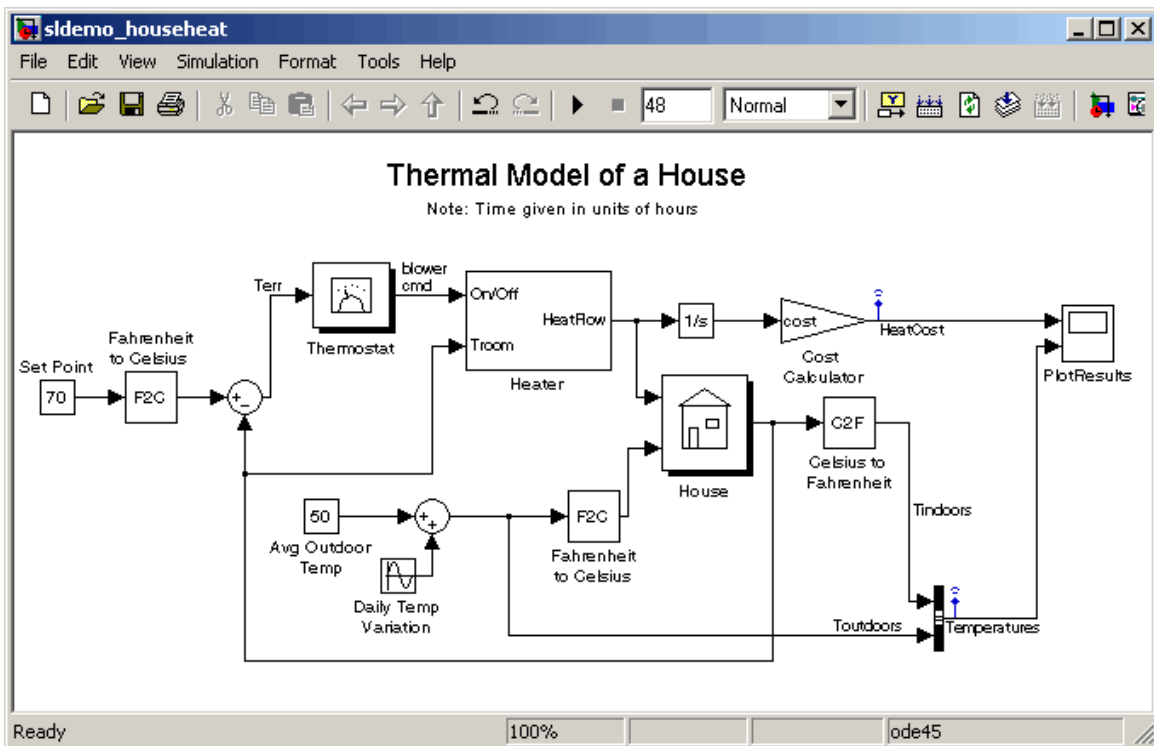 sldemo_househeat
File Edit View Simulation Format Tools Help
48 Normal
Thermal Model of a House
Note: Time given in units of hours
Terr
blower
cmd
On/Off
HeatFlow
Troom
Heater
Thermostat
1/s
cost
HeatCost
Cost
Calculator
PlotResults
Fahrenheit
to Celsius
Set Point
70
F2C
+
-
House
C2F
Celsius to
Fahrenheit
Tindoors
50
Avg Outdoor
Temp
+
+
Daily Temp
Variation
F2C
Fahrenheit
to Celsius
Toutdoors
Temperatures
Ready 100% ode45